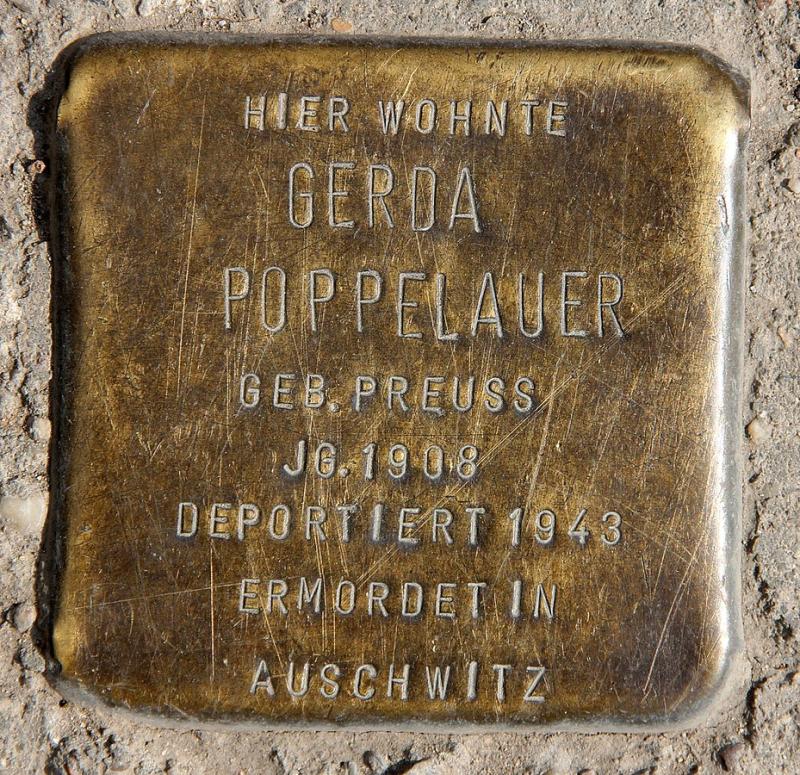 HIER WOHNTE
GERDA
POPPELAUER
GEB. PREUSS
JG. 1908
DEPORTIERT 1943
ERMORDET IN
AUSCHWITZ